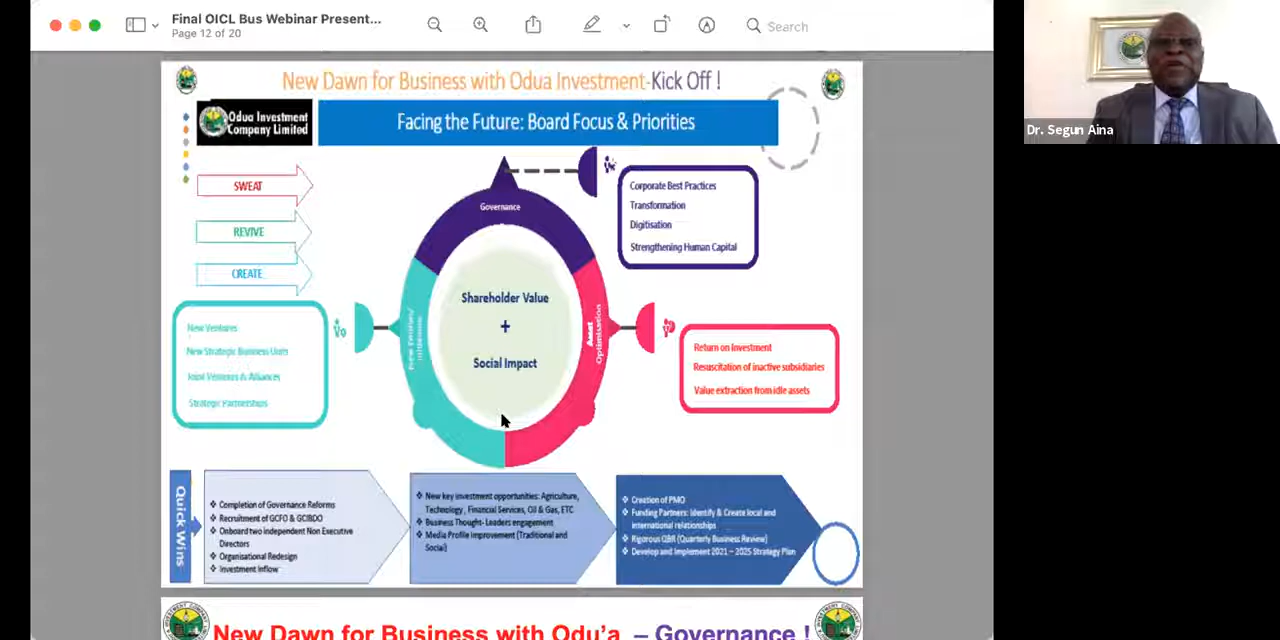 Final OICL Bus Webinar Present...
Page 12 of 20
Search
Dr. Segun Aina
New Dawn for Business with Odua Investment-Kick Off !
Odua Investment
Company Limited
Facing the Future: Board Focus & Priorities
SWEAT
REVIVE
CREATE
Governance
Corporate Best Practices
Transformation
Digitisation
Strengthening Human Capital
Shareholder Value
+
Social Impact
Asset
Optimisation
New Ventures
New Strategic Business Units
Joint Ventures & Alliances
Strategic Partnerships
Return on Investment
Resuscitation of inactive subsidiaries
Value extraction from idle assets
Quick Wins
Completion of Governance Reforms
Recruitment of GCFO & GCIBDO
Onboard two Independent Non Executive
Directors
Organisational Redesign
Investment Inflow
New key investment opportunities: Agriculture,
Technology, Financial Services, Oil & Gas, ETC
Business Thought- Leaders engagement
Media Profile Improvement (Traditional and
Social)
Creation of PMO
Funding Partners: Identify & Create local and
international relationships
Rigorous QBR (Quarterly Business Review)
Develop and Implement 2021 – 2025 Strategy Plan
New Dawn for Business with Odu'a – Governance !